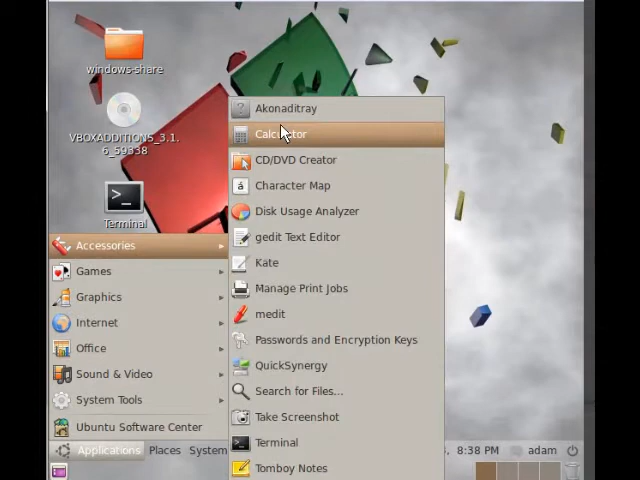 windows-share
VBOXADDITIONS_3.1.
6_59338
Terminal
Akonaditray
Calculator
CD/DVD Creator
Character Map
Disk Usage Analyzer
gedit Text Editor
Kate
Manage Print Jobs
medit
Passwords and Encryption Keys
QuickSynergy
Search for Files...
Take Screenshot
Terminal
Tomboy Notes
Accessories
Games
Graphics
Internet
Office
Sound & Video
System Tools
Ubuntu Software Center
Applications Places System
8:38 PM adam